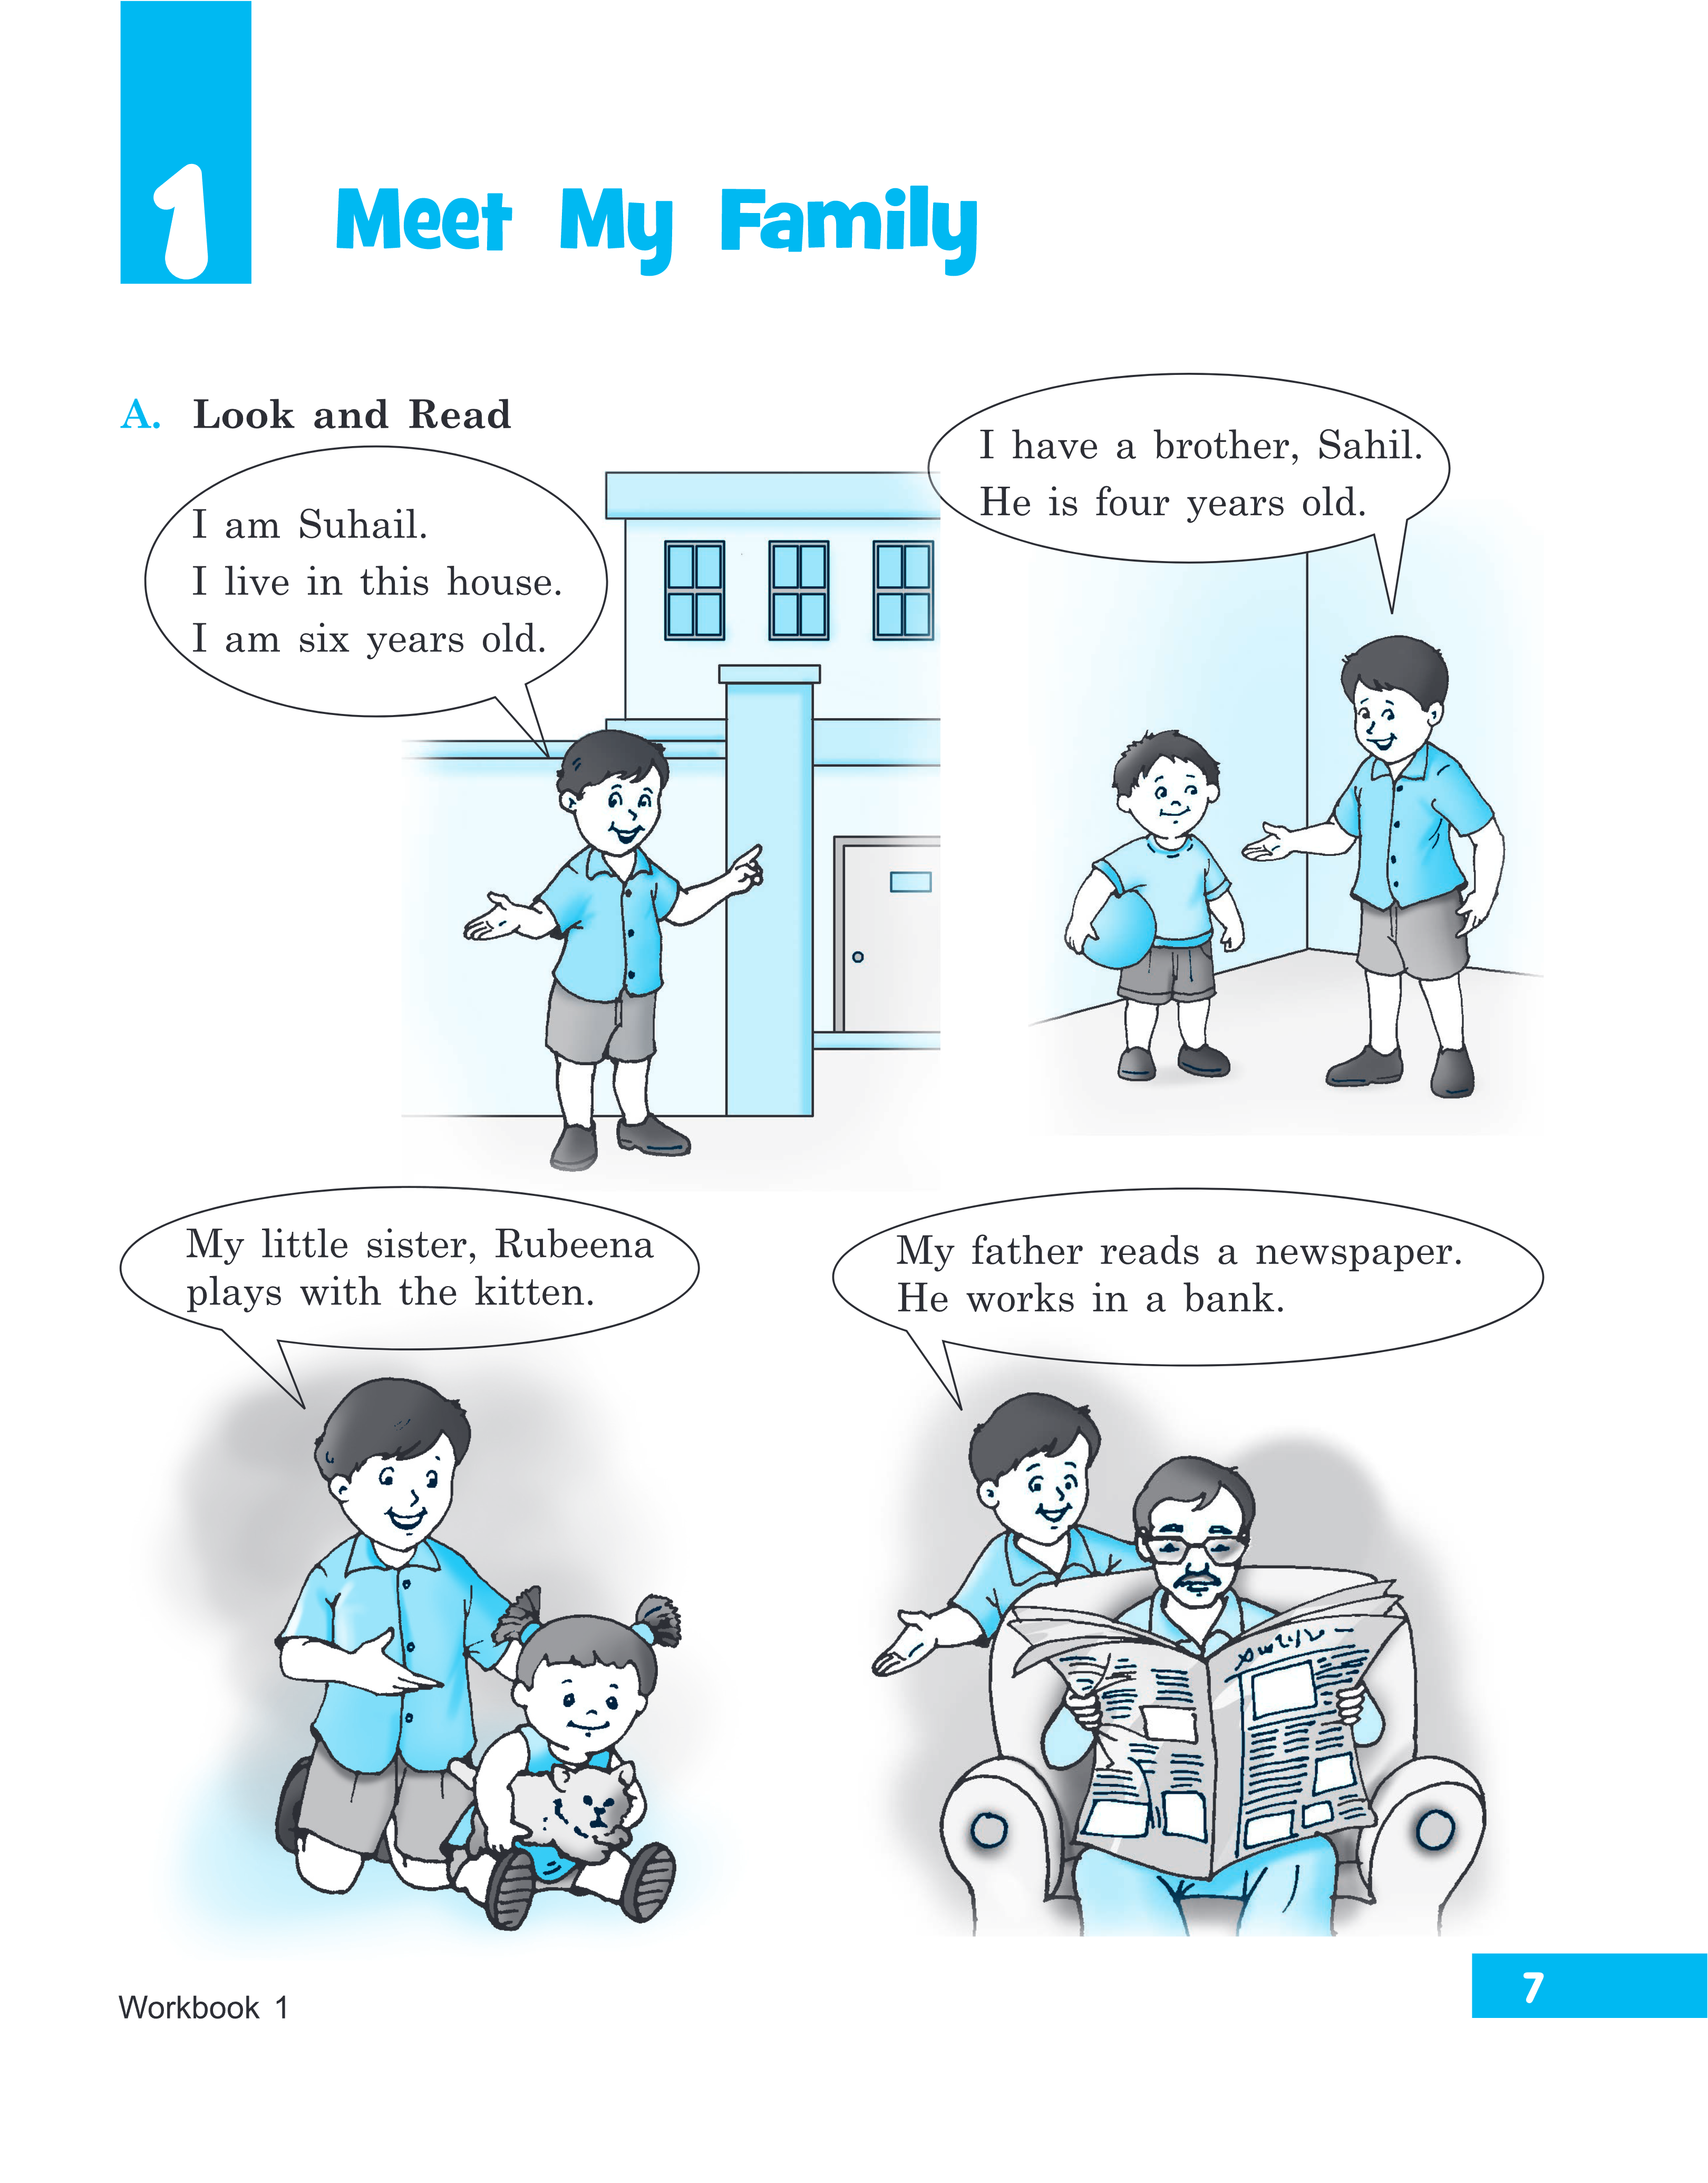 1
Meet My Family
A. Look and Read
I am Suhail.
I live in this house.
I am six years old.
I have a brother, Sahil.
He is four years old.
My little sister, Rubeena
plays with the kitten.
My father reads a newspaper.
He works in a bank.
Workbook 1
7